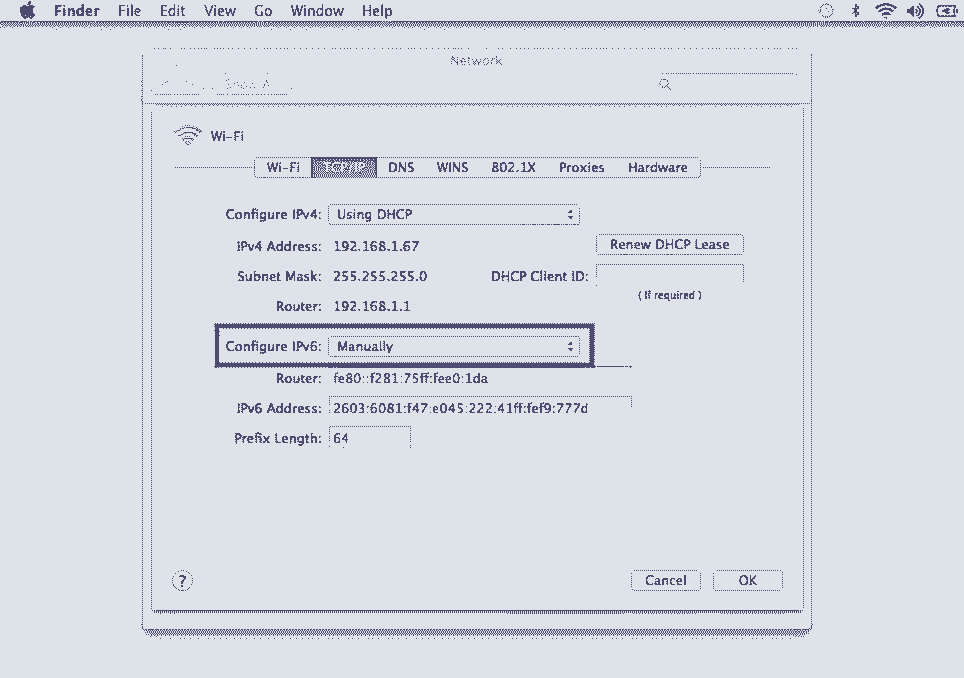 Finder File Edit View Go Window Help
Network
Wi-Fi
Wi-Fi TCP/IP DNS WINS 802.1X Proxies Hardware
Configure IPv4: Using DHCP
IPv4 Address: 192.168.1.67 Renew DHCP Lease
Subnet Mask: 255.255.255.0 DHCP Client ID:
( If required )
Router: 192.168.1.1
Configure IPv6: Manually
Router: fe80::f281:75ff:fee0:1da
IPv6 Address: 2603:6081:f47:e045:222:41ff:fef9:777d
Prefix Length: 64
? Cancel OK